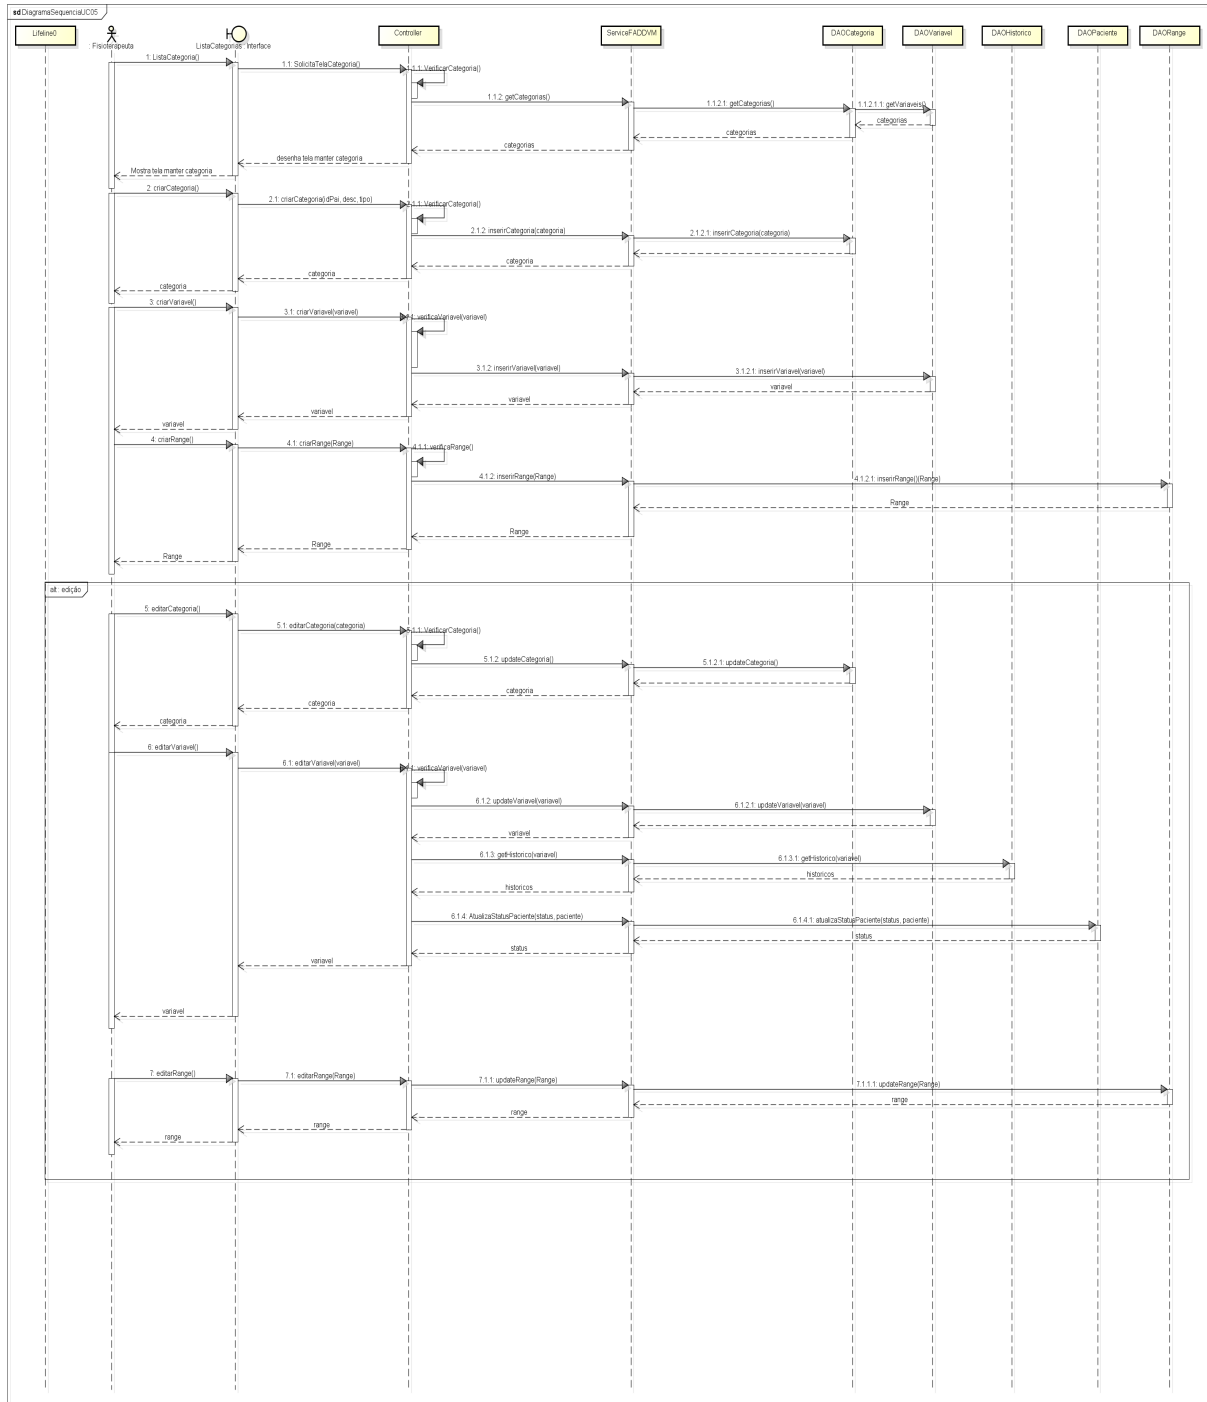 sd DiagramaSequenciaUC05
Lifeline0
: Fisioterapeuta
ListaCategorias : Interface
Controller
ServiceFADDVM
DAOCategoria
DAOVariavel
DAOHistorico
DAOPaciente
DAORange
1: ListaCategoria()
1.1: SolicitaTelaCategoria()
1.1.1: VerificarCategoria()
1.1.2: getCategorias()
1.1.2.1: getCategorias()
1.1.2.1.1: getVariaveis()
categorias
categorias
categorias
desenha tela manter categoria
Mostra tela manter categoria
2: criarCategoria()
2.1: criarCategoria(idPai, desc, tipo)
2.1.1: VerificarCategoria()
2.1.2: inserirCategoria(categoria)
2.1.2.1: inserirCategoria(categoria)
categoria
categoria
categoria
3: criarVariavel()
3.1: criarVariavel(variavel)
verificaVariavel(variavel)
3.1.2: inserirVariavel(variavel)
3.1.2.1: inserirVariavel(variavel)
variavel
variavel
variavel
variavel
4: criarRange()
4.1: criarRange(Range)
4.1.1: verificaRange()
4.1.2: inserirRange(Range)
4.1.2.1: inserirRange()(Range)
Range
Range
Range
Range
alt: edição
5: editarCategoria()
5.1: editarCategoria(categoria)
5.1.1: VerificarCategoria()
5.1.2: updateCategoria()
5.1.2.1: updateCategoria()
categoria
categoria
categoria
6: editarVariavel()
6.1: editarVariavel(variavel)
verificaVariavel(variavel)
6.1.2: updateVariavel(variavel)
6.1.2.1: updateVariavel(variavel)
variavel
6.1.3: getHistorico(variavel)
6.1.3.1: getHistorico(variavel)
historicos
historicos
6.1.4: AtualizaStatusPaciente(status, paciente)
6.1.4.1: atualizaStatusPaciente(status, paciente)
status
status
variavel
variavel
7: editarRange()
7.1: editarRange(Range)
7.1.1: updateRange(Range)
7.1.1.1: updateRange(Range)
range
range
range
range